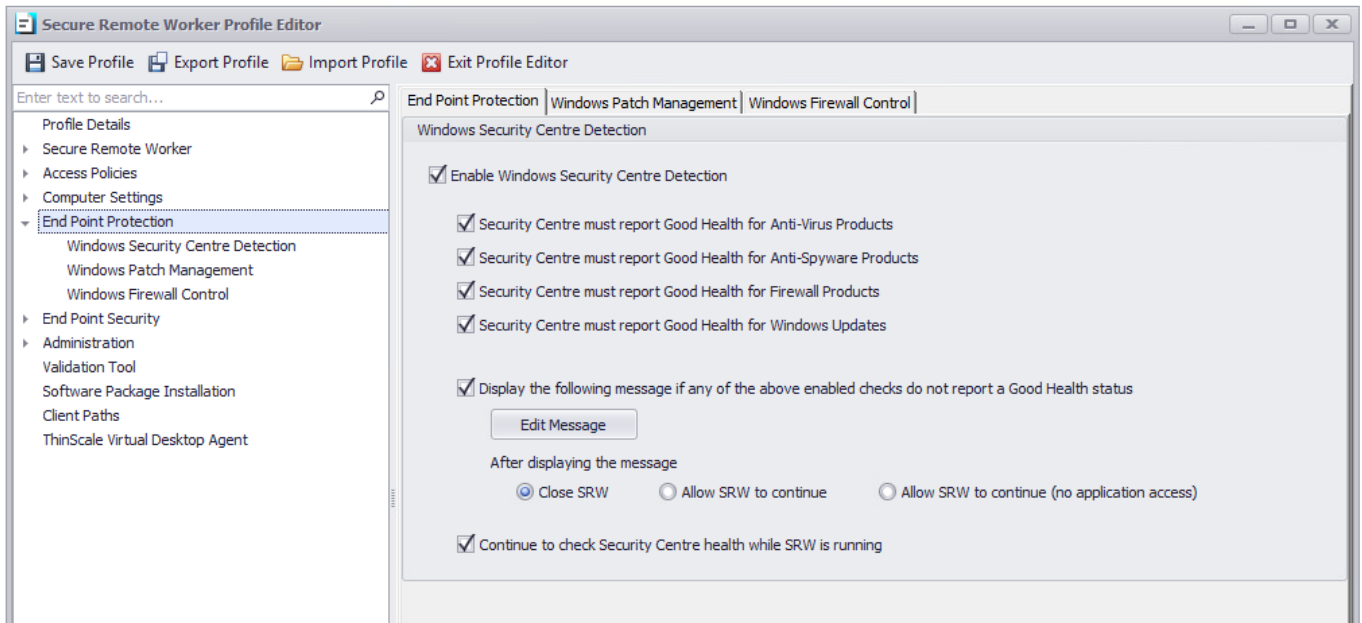 Secure Remote Worker Profile Editor
Save Profile Export Profile Import Profile Exit Profile Editor
Enter text to search...
Profile Details
Secure Remote Worker
Access Policies
Computer Settings
End Point Protection
Windows Security Centre Detection
Windows Patch Management
Windows Firewall Control
End Point Security
Administration
Validation Tool
Software Package Installation
Client Paths
ThinScale Virtual Desktop Agent
End Point Protection Windows Patch Management Windows Firewall Control
Windows Security Centre Detection
Enable Windows Security Centre Detection
Security Centre must report Good Health for Anti-Virus Products
Security Centre must report Good Health for Anti-Spyware Products
Security Centre must report Good Health for Firewall Products
Security Centre must report Good Health for Windows Updates
Display the following message if any of the above enabled checks do not report a Good Health status
Edit Message
After displaying the message
Close SRW Allow SRW to continue Allow SRW to continue (no application access)
Continue to check Security Centre health while SRW is running